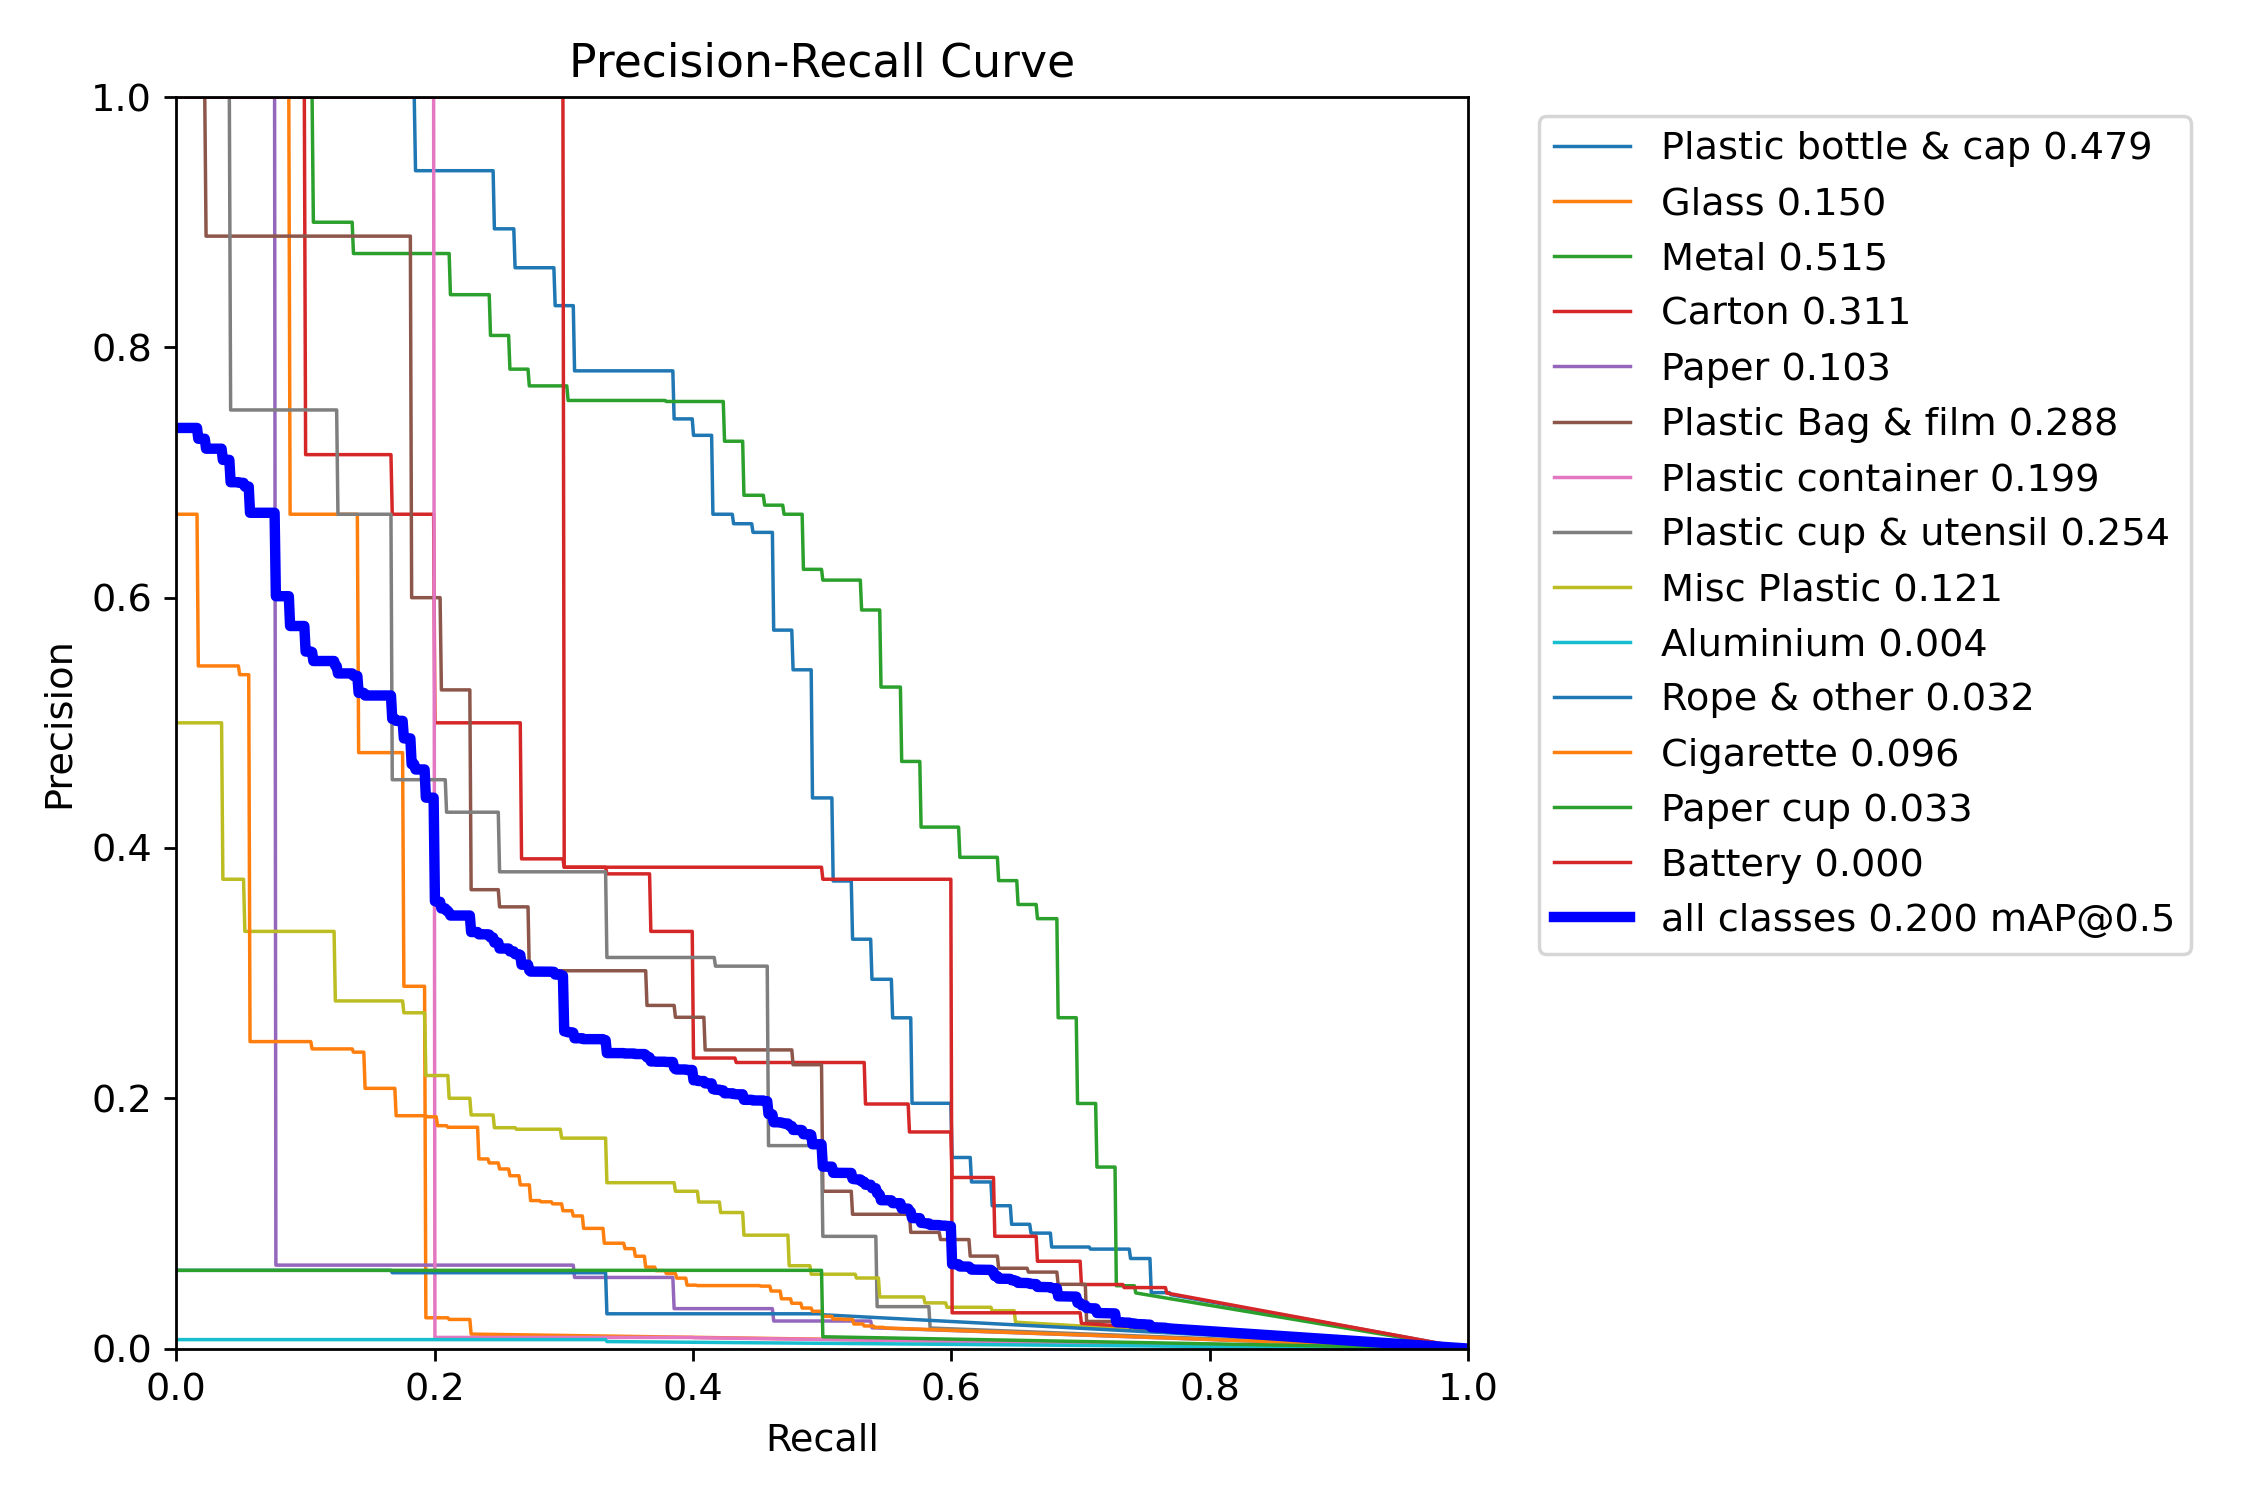 Precision-Recall Curve
1.0
0.8
0.6
0.4
0.2
0.0
Precision
0.0 0.2 0.4 0.6 0.8 1.0
Recall
Plastic bottle & cap 0.479
Glass 0.150
Metal 0.515
Carton 0.311
Paper 0.103
Plastic Bag & film 0.288
Plastic container 0.199
Plastic cup & utensil 0.254
Misc Plastic 0.121
Aluminium 0.004
Rope & other 0.032
Cigarette 0.096
Paper cup 0.033
Battery 0.000
all classes 0.200 mAP@0.5